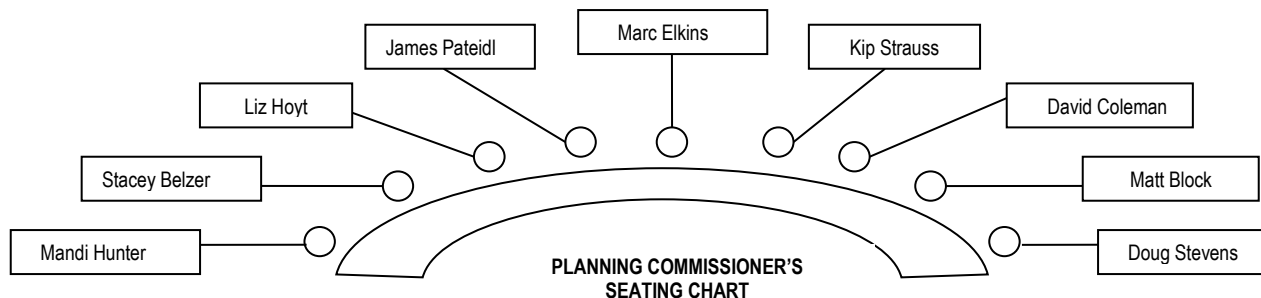 Marc Elkins
James Pateidl
Kip Strauss
Liz Hoyt
David Coleman
Stacey Belzer
Matt Block
Mandi Hunter
Doug Stevens
PLANNING COMMISSIONER’S
SEATING CHART